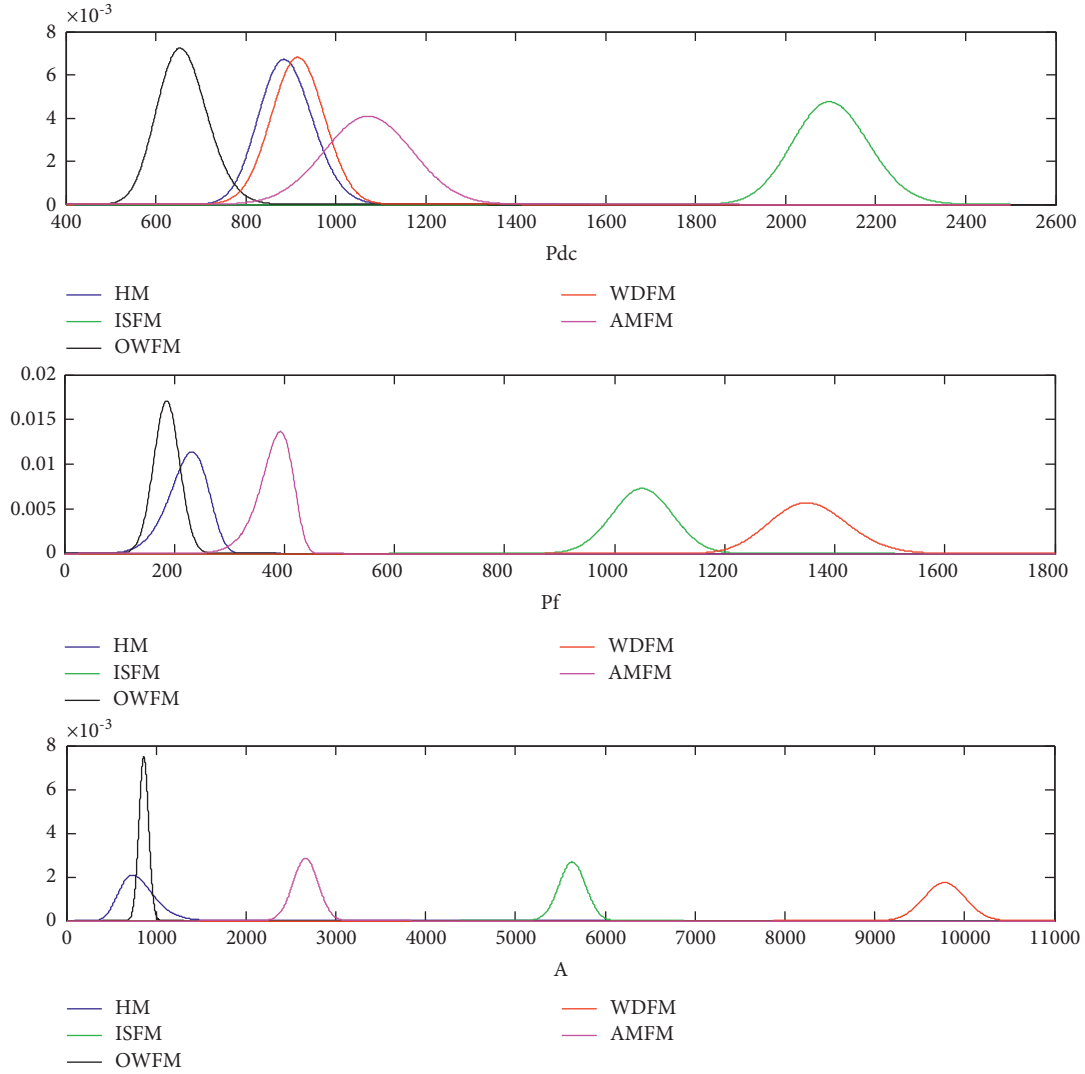 ×10-3
8
6
4
2
0
400 600 800 1000 1200 1400 1600 1800 2000 2200 2400 2600
Pdc
HM WDFM
ISFM AMFM
OWFM
0.02
0.015
0.01
0.005
0
0 200 400 600 800 1000 1200 1400 1600 1800
Pf
HM WDFM
ISFM AMFM
OWFM
×10-3
8
6
4
2
0
0 1000 2000 3000 4000 5000 6000 7000 8000 9000 10000 11000
A
HM WDFM
ISFM AMFM
OWFM